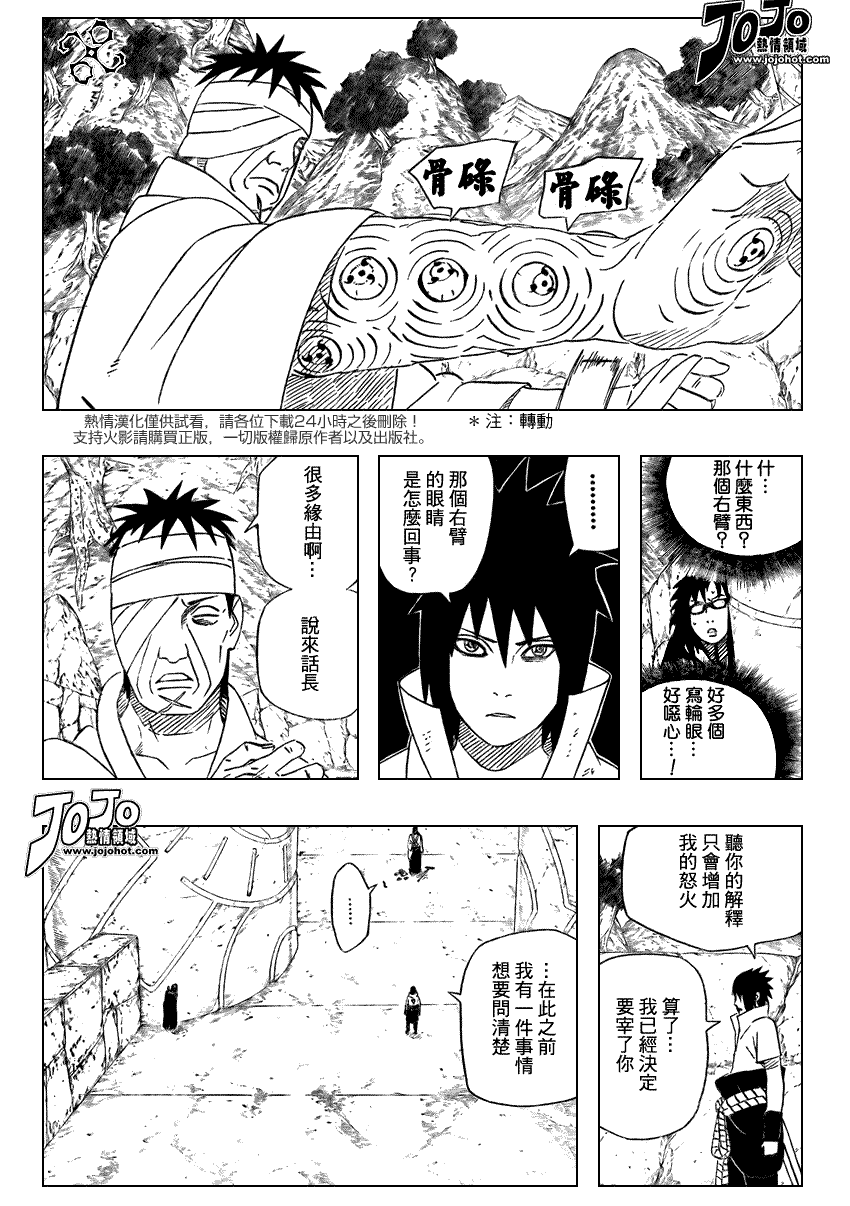 JOJO
熱情領域
www.jojohot.com
骨碌
骨碌
熱情漢化僅供試看，請各位下載24小時之後刪除！
支持火影請購買正版，一切版權歸原作者以及出版社。
＊注：轉動
什…
什麼東西？
那個右臂？
好多個
寫輪眼…
好噁心…！
………
那個右臂
的眼睛
是怎麼回事？
很多緣由啊…
說來話長
聽你的解釋
只會增加
我的怒火
算了…
我已經決定
要宰了你
JOJO
熱情領域
www.jojohot.com
……
…在此之前
我有一件事情
想要問清楚